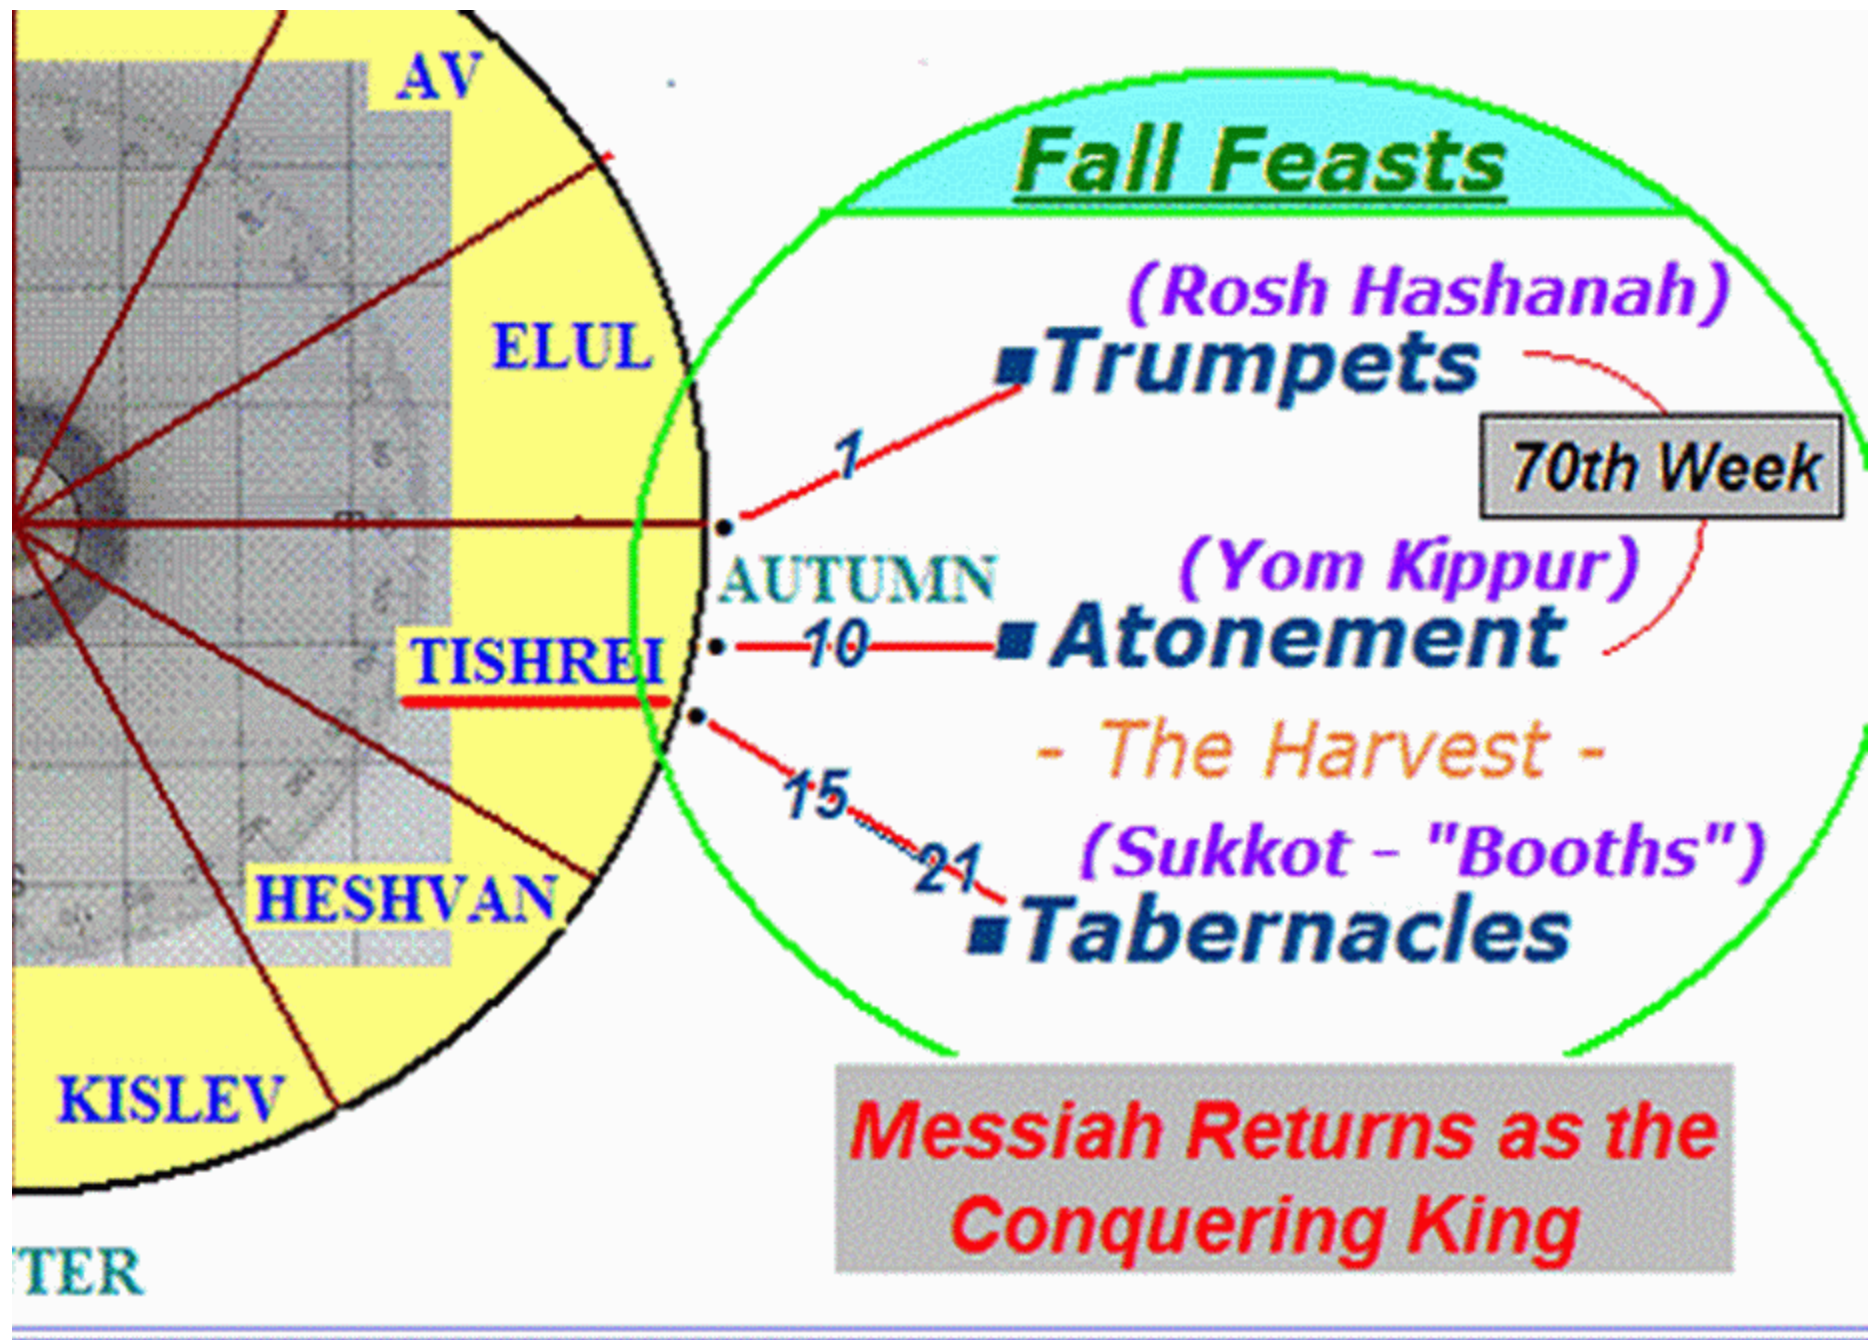 AV
ELUL
TISHREI
HESHVAN
KISLEV
TER
AUTUMN
Fall Feasts
(Rosh Hashanah)
1
▪Trumpets
70th Week
(Yom Kippur)
10
▪Atonement
- The Harvest -
15
21
(Sukkot - "Booths")
▪Tabernacles
Messiah Returns as the
Conquering King